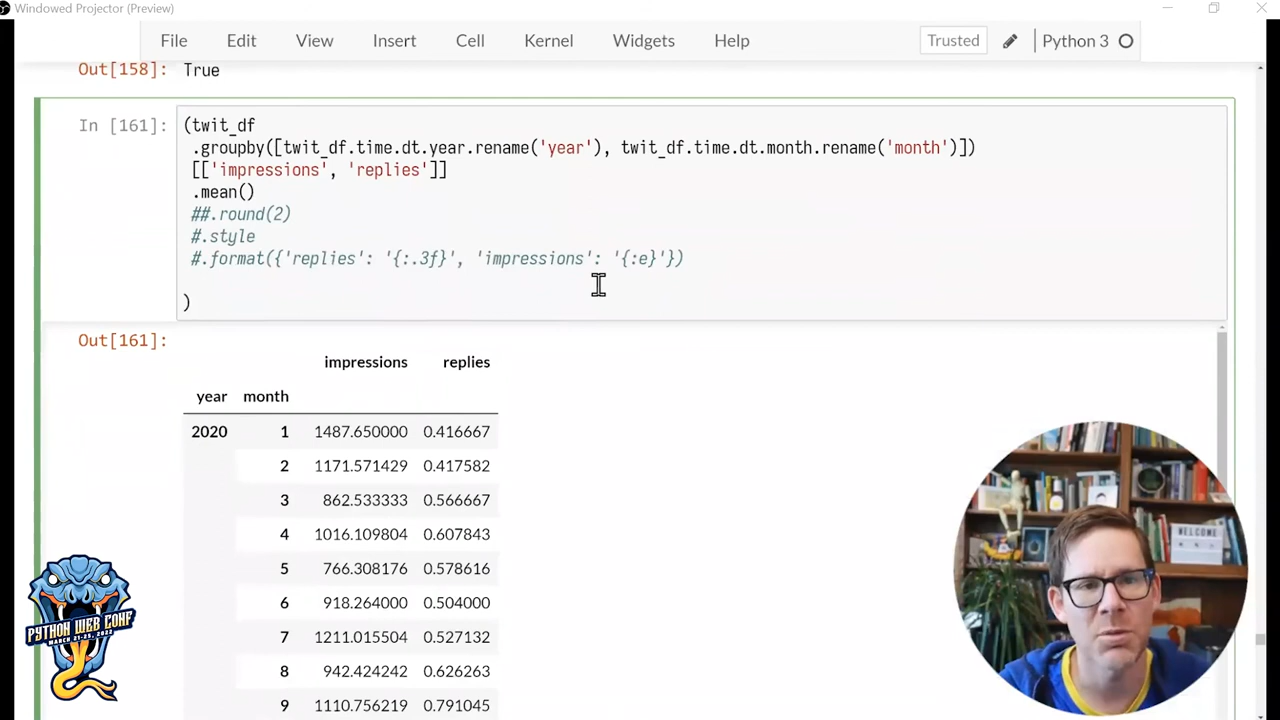 Windowed Projector (Preview)
File Edit View Insert Cell Kernel Widgets Help Trusted Python 3
Out[158]: True
In [161]: (twit_df
.groupby([twit_df.time.dt.year.rename('year'), twit_df.time.dt.month.rename('month')])
[['impressions', 'replies']]
.mean()
##.round(2)
#.style
#.format({'replies': '{:.3f}', 'impressions': '{:e}'})
)
Out[161]:
impressions replies
year month
2020 1 1487.650000 0.416667
2 1171.571429 0.417582
3 862.533333 0.566667
4 1016.109804 0.607843
5 766.308176 0.578616
6 918.264000 0.504000
7 1211.015504 0.527132
8 942.424242 0.626263
9 1110.756219 0.791045
PYTHON WEB CONF
MARCH 21-25, 2022
WELCOME